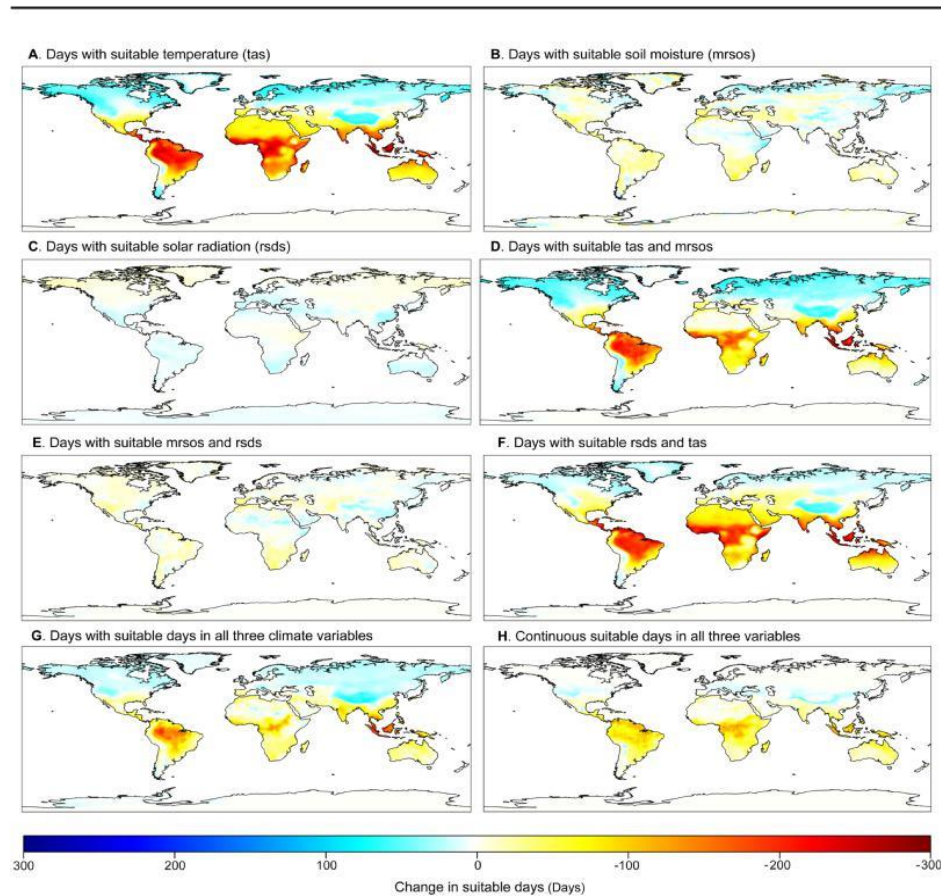 A. Days with suitable temperature (tas)
B. Days with suitable soil moisture (mrsos)
C. Days with suitable solar radiation (rsds)
D. Days with suitable tas and mrsos
E. Days with suitable mrsos and rsds
F. Days with suitable rsds and tas
G. Days with suitable days in all three climate variables
H. Continuous suitable days in all three variables
300 200 100 0 -100 -200 -300
Change in suitable days (Days)